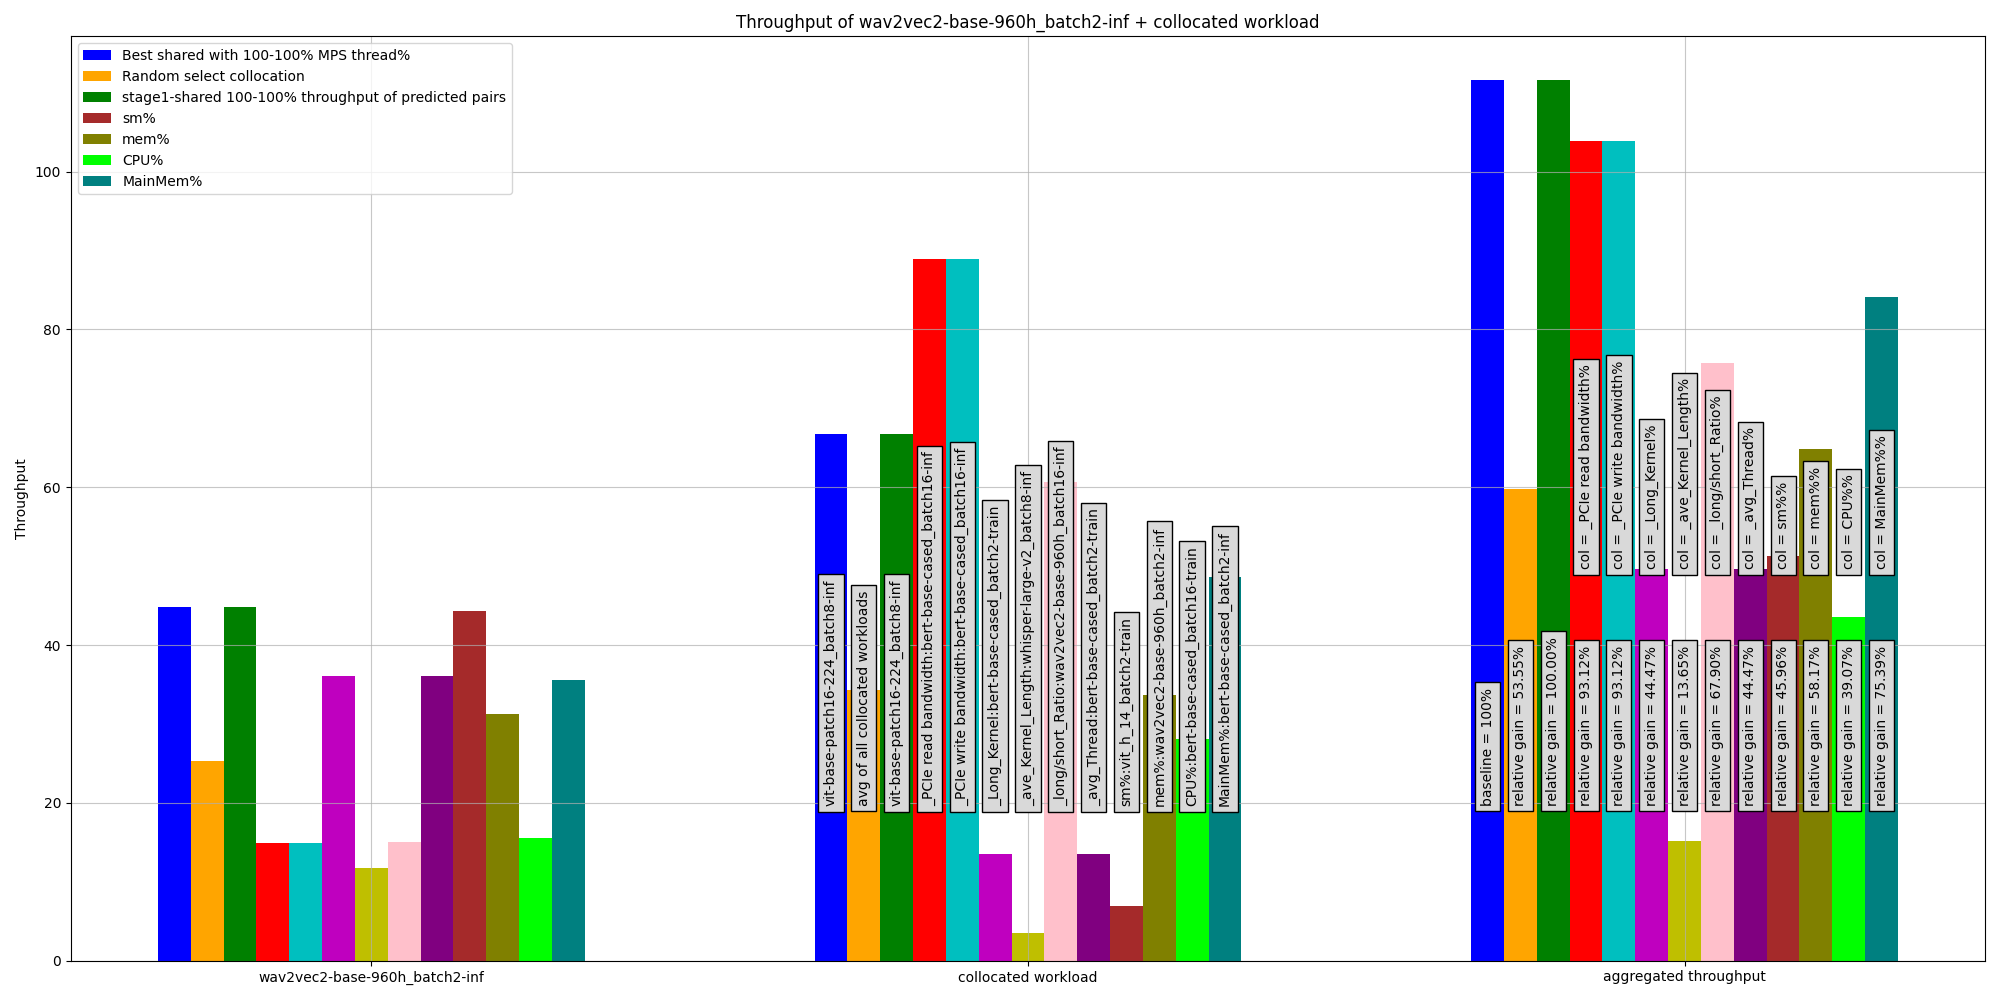 Throughput of wav2vec2-base-960h_batch2-inf + collocated workload
Best shared with 100-100% MPS thread%
Random select collocation
stage1-shared 100-100% throughput of predicted pairs
sm%
mem%
CPU%
MainMem%
Throughput
100
80
60
40
20
0
vit-base-patch16-224_batch8-inf
avg of all collocated workloads
vit-base-patch16-224_batch8-inf
_PCIe read bandwidth:bert-base-cased_batch16-inf
_PCIe write bandwidth:bert-base-cased_batch16-inf
_Long_Kernel:bert-base-cased_batch2-train
_ave_Kernel_Length:whisper-large-v2_batch8-inf
_long/short_Ratio:wav2vec2-base-960h_batch16-inf
_avg_Thread:bert-base-cased_batch2-train
sm%:vit_h_14_batch2-train
mem%:wav2vec2-base-960h_batch2-inf
CPU%:bert-base-cased_batch16-train
MainMem%:bert-base-cased_batch2-inf
col = _PCIe read bandwidth%
col = _PCIe write bandwidth%
col = _Long_Kernel%
col = _ave_Kernel_Length%
col = _long/short_Ratio%
col = _avg_Thread%
col = sm%%
col = mem%%
col = CPU%%
col = MainMem%%
baseline = 100%
relative gain = 53.55%
relative gain = 100.00%
relative gain = 93.12%
relative gain = 93.12%
relative gain = 44.47%
relative gain = 13.65%
relative gain = 67.90%
relative gain = 44.47%
relative gain = 45.96%
relative gain = 58.17%
relative gain = 39.07%
relative gain = 75.39%
wav2vec2-base-960h_batch2-inf
collocated workload
aggregated throughput